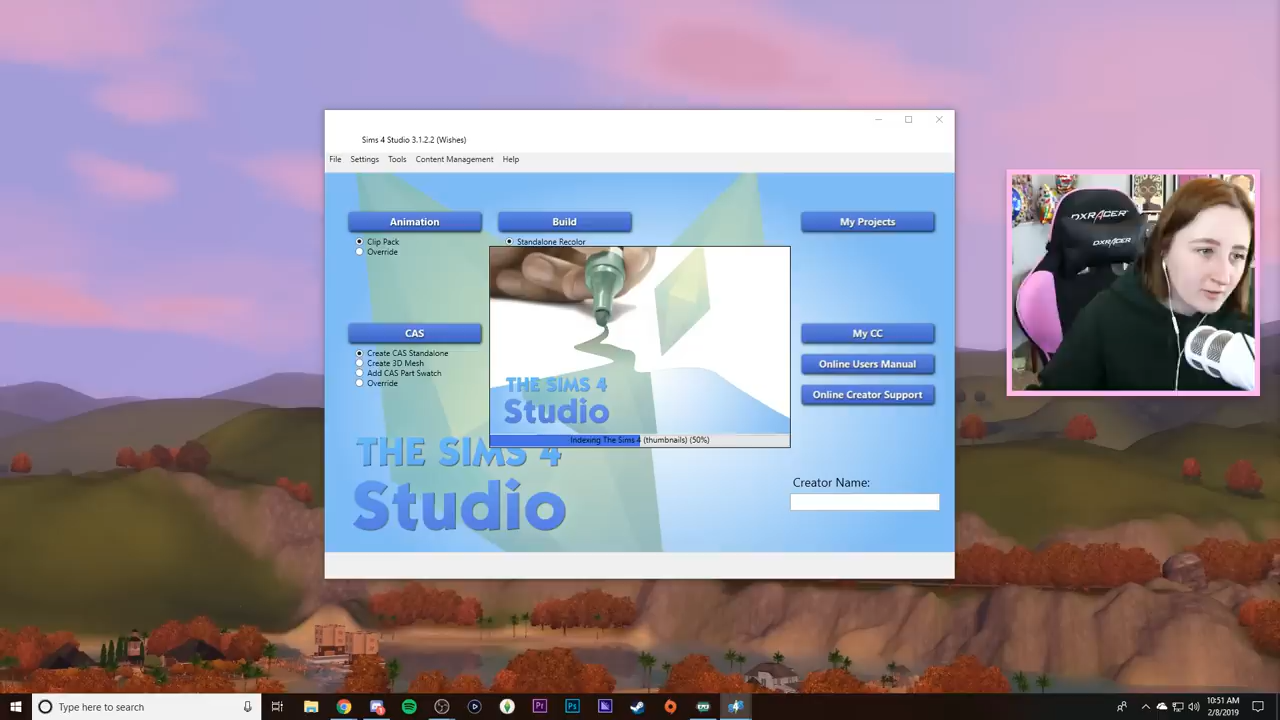 Sims 4 Studio 3.1.2.2 (Wishes)
File Settings Tools Content Management Help
Animation
Clip Pack
Override
Build
Standalone Recolor
My Projects
CAS
Create CAS Standalone
Create 3D Mesh
Add CAS Part Swatch
Override
THE SIMS 4
Studio
Indexing The Sims 4 (thumbnails) (50%)
My CC
Online Users Manual
Online Creator Support
THE SIMS 4
Studio
Creator Name:
DXRACER
DXRACER
Type here to search
10:51 AM
2/8/2019